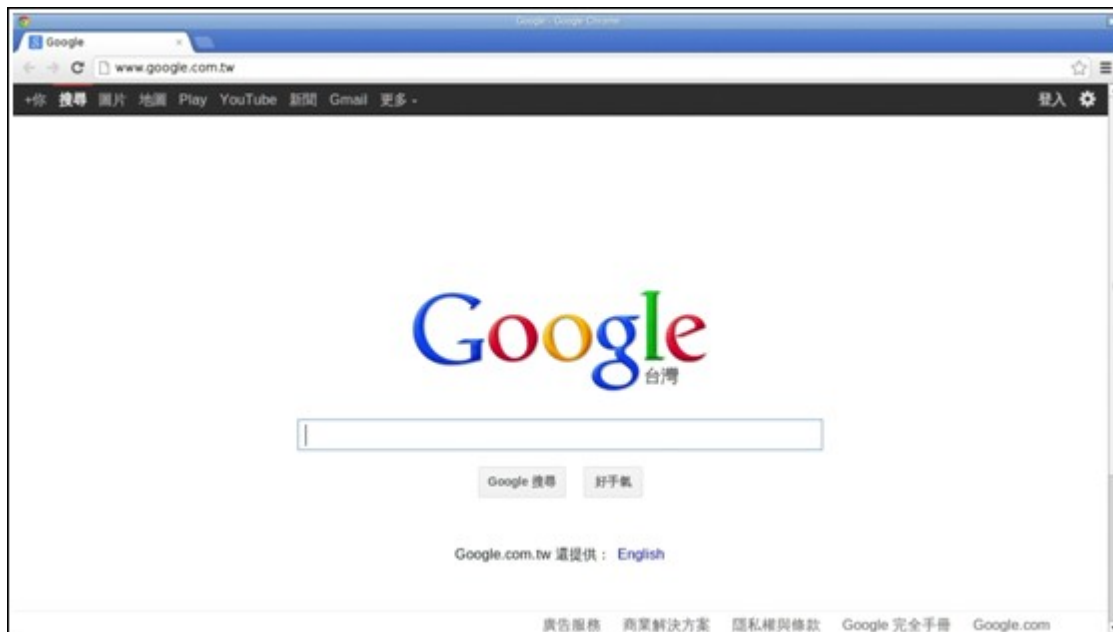 Google - Google Chrome
Google
www.google.com.tw
+你 搜尋 圖片 地圖 Play YouTube 新聞 Gmail 更多 登入
Google
台灣
Google 搜尋 好手氣
Google.com.tw 還提供： English
廣告服務 商業解決方案 隱私權與條款 Google 完全手冊 Google.com